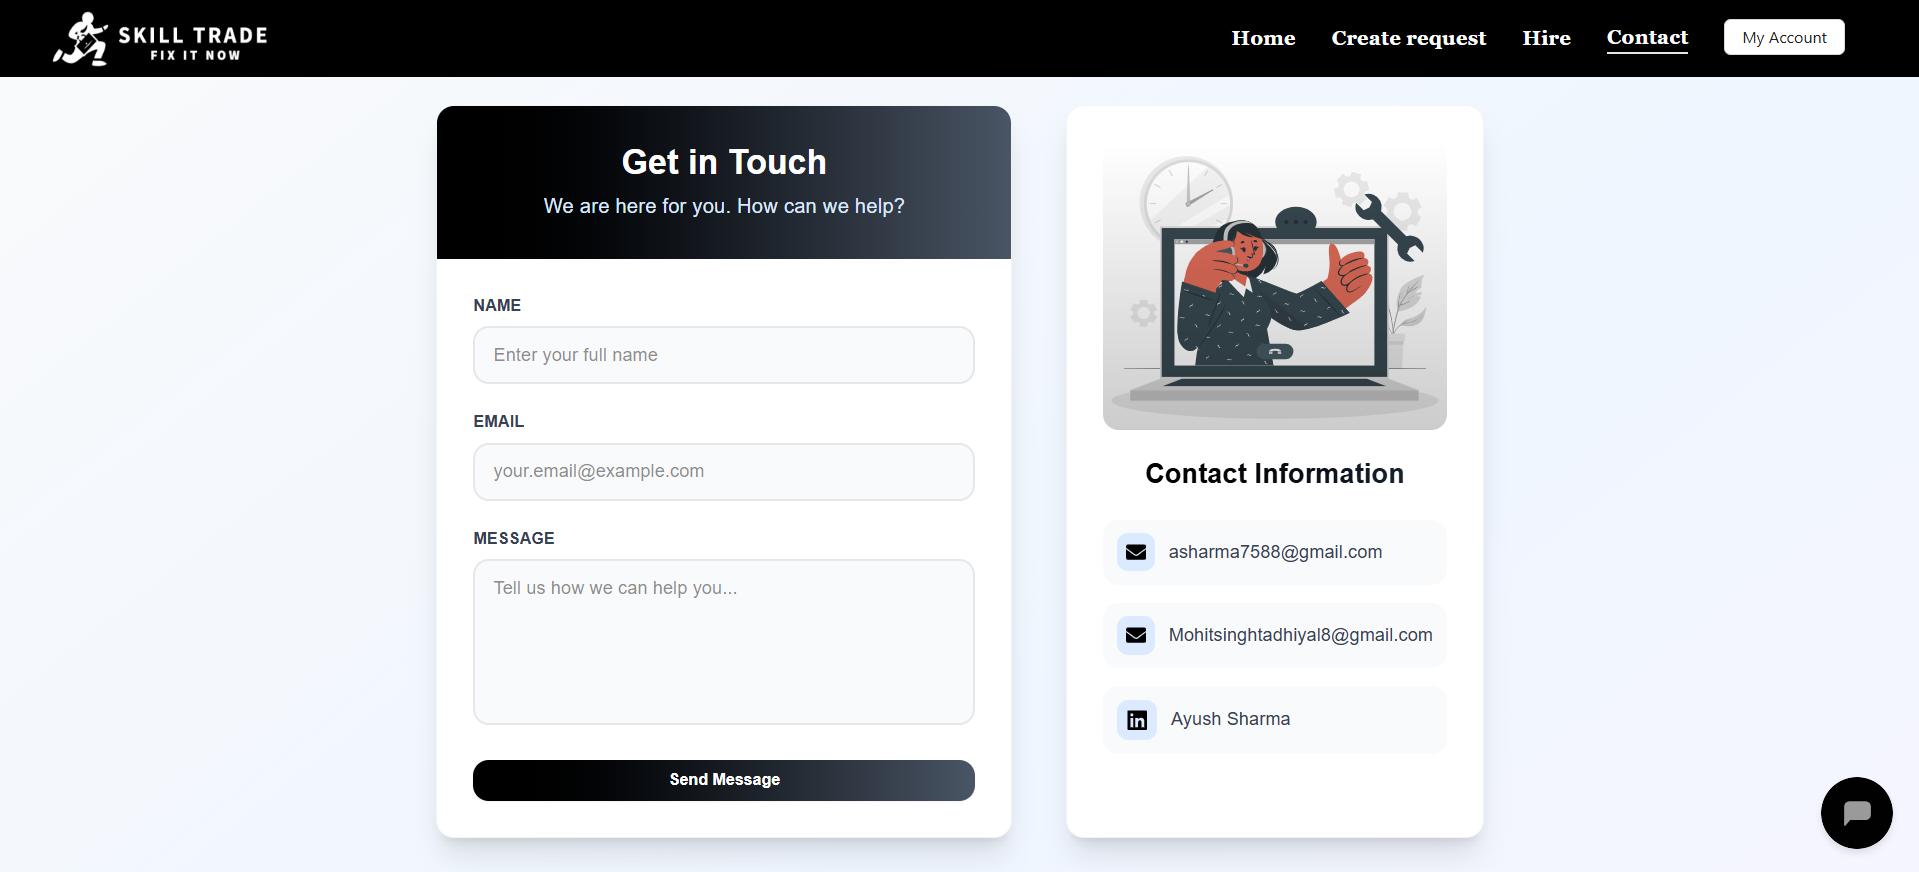 SKILL TRADE
FIX IT NOW
Home
Create request
Hire
Contact
My Account
Get in Touch
We are here for you. How can we help?
NAME
Enter your full name
EMAIL
your.email@example.com
MESSAGE
Tell us how we can help you...
Send Message
Contact Information
asharma7588@gmail.com
Mohitsinghtadhiyal8@gmail.com
in
Ayush Sharma